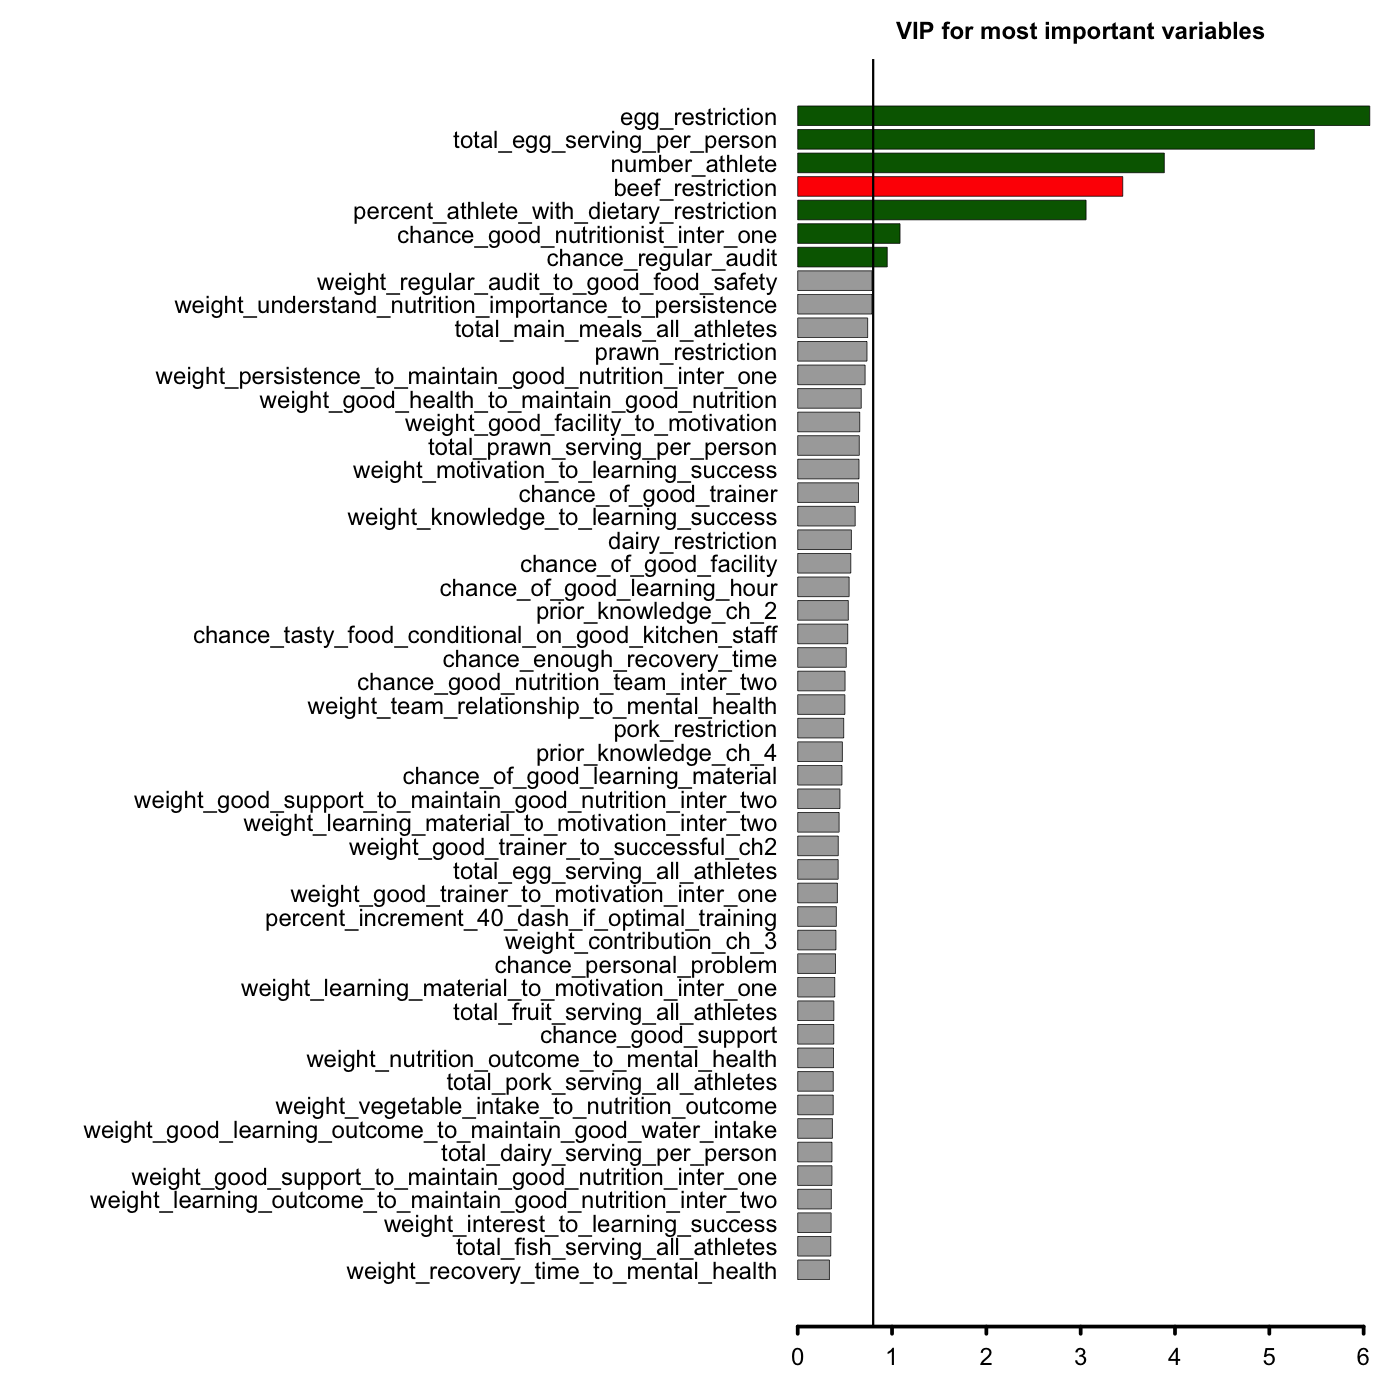 VIP for most important variables
egg_restriction
total_egg_serving_per_person
number_athlete
beef_restriction
percent_athlete_with_dietary_restriction
chance_good_nutritionist_inter_one
chance_regular_audit
weight_regular_audit_to_good_food_safety
weight_understand_nutrition_importance_to_persistence
total_main_meals_all_athletes
prawn_restriction
weight_persistence_to_maintain_good_nutrition_inter_one
weight_good_health_to_maintain_good_nutrition
weight_good_facility_to_motivation
total_prawn_serving_per_person
weight_motivation_to_learning_success
chance_of_good_trainer
weight_knowledge_to_learning_success
dairy_restriction
chance_of_good_facility
chance_of_good_learning_hour
prior_knowledge_ch_2
chance_tasty_food_conditional_on_good_kitchen_staff
chance_enough_recovery_time
chance_good_nutrition_team_inter_two
weight_team_relationship_to_mental_health
pork_restriction
prior_knowledge_ch_4
chance_of_good_learning_material
weight_good_support_to_maintain_good_nutrition_inter_two
weight_learning_material_to_motivation_inter_two
weight_good_trainer_to_successful_ch2
total_egg_serving_all_athletes
weight_good_trainer_to_motivation_inter_one
percent_increment_40_dash_if_optimal_training
weight_contribution_ch_3
chance_personal_problem
weight_learning_material_to_motivation_inter_one
total_fruit_serving_all_athletes
chance_good_support
weight_nutrition_outcome_to_mental_health
total_pork_serving_all_athletes
weight_vegetable_intake_to_nutrition_outcome
weight_good_learning_outcome_to_maintain_good_water_intake
total_dairy_serving_per_person
weight_good_support_to_maintain_good_nutrition_inter_one
weight_learning_outcome_to_maintain_good_nutrition_inter_two
weight_interest_to_learning_success
total_fish_serving_all_athletes
weight_recovery_time_to_mental_health
0 1 2 3 4 5 6